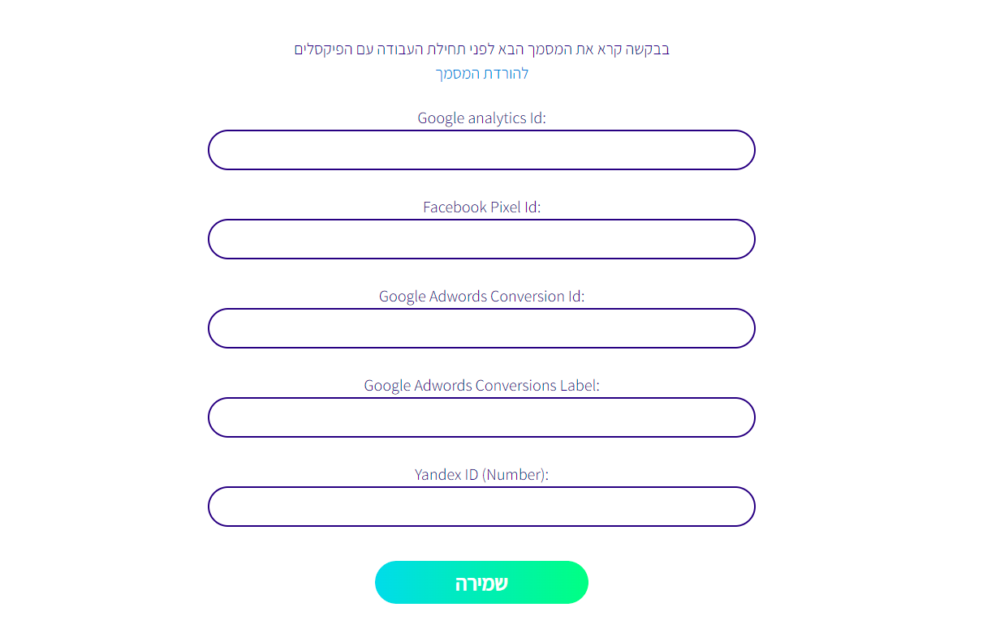 בבקשה קרא את המסמך הבא לפני תחילת העבודה עם הפיקסלים
להורדת המסמך
Google analytics Id:
Facebook Pixel Id:
Google Adwords Conversion Id:
Google Adwords Conversions Label:
Yandex ID (Number):
שמירה